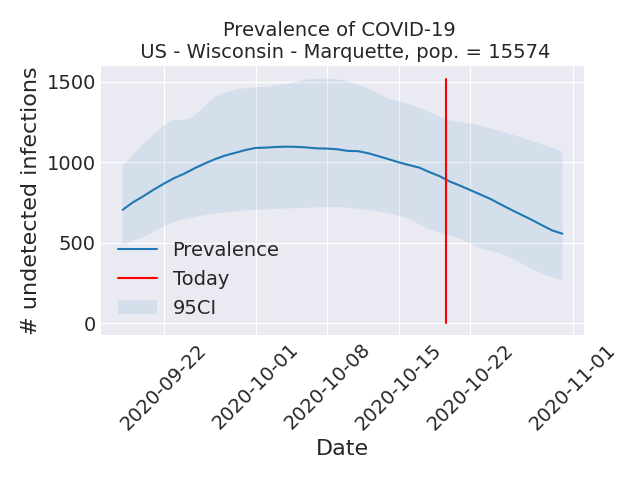 Prevalence of COVID-19
US - Wisconsin - Marquette, pop. = 15574
# undetected infections
1500
1000
500
0
Prevalence
Today
95CI
2020-09-22
2020-10-01
2020-10-08
2020-10-15
2020-10-22
2020-11-01
Date